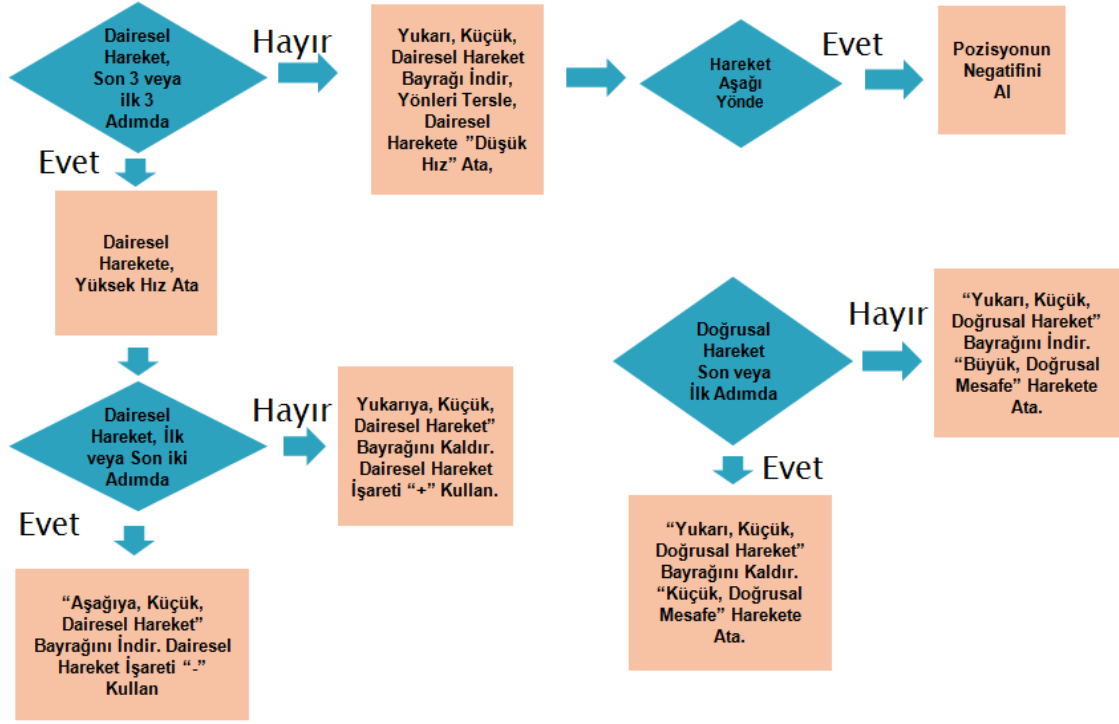 Dairesel
Hareket,
Son 3 veya
ilk 3
Adımda
Hayır
Yukarı, Küçük,
Dairesel Hareket
Bayrağı İndir,
Yönleri Tersle,
Dairesel
Harekete ”Düşük
Hız” Ata,
Hareket
Aşağı
Yönde
Evet
Pozisyonun
Negatifini
Al
Evet
Dairesel
Harekete,
Yüksek Hız Ata
Dairesel
Hareket, İlk
veya Son iki
Adımda
Hayır
Yukarıya, Küçük,
Dairesel Hareket”
Bayrağını Kaldır.
Dairesel Hareket
İşareti “+” Kullan.
Evet
“Aşağıya, Küçük,
Dairesel Hareket”
Bayrağını İndir. Dairesel
Hareket İşareti “-”
Kullan
Doğrusal
Hareket
Son veya
İlk Adımda
Hayır
“Yukarı, Küçük,
Doğrusal Hareket”
Bayrağını İndir.
“Büyük, Doğrusal
Mesafe” Harekete
Ata.
Evet
“Yukarı, Küçük,
Doğrusal Hareket”
Bayrağını Kaldır.
“Küçük, Doğrusal
Mesafe” Harekete
Ata.